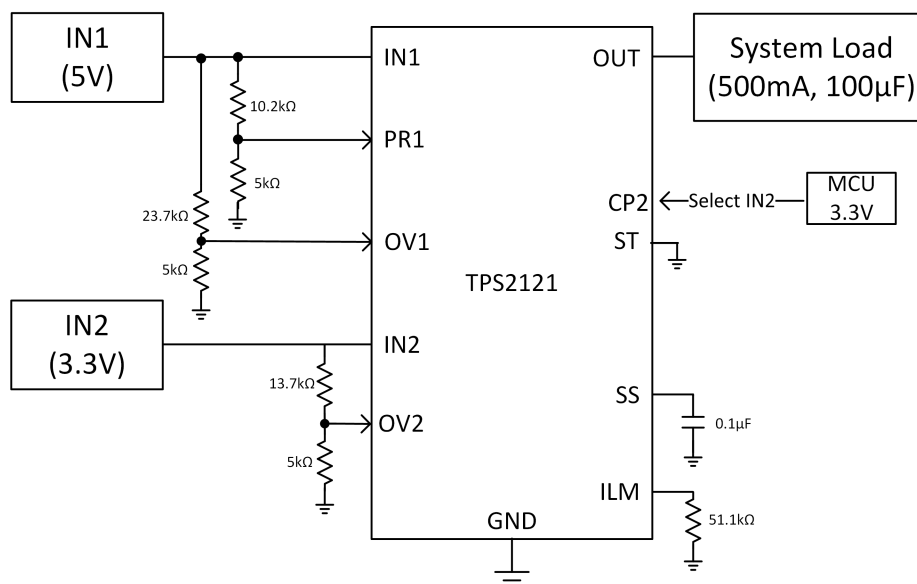 IN1
(5V)
IN1
OUT
System Load
(500mA, 100µF)
10.2kΩ
PR1
5kΩ
CP2
Select IN2
MCU
3.3V
23.7kΩ
OV1
ST
5kΩ
TPS2121
IN2
(3.3V)
IN2
13.7kΩ
OV2
SS
0.1µF
5kΩ
ILM
51.1kΩ
GND